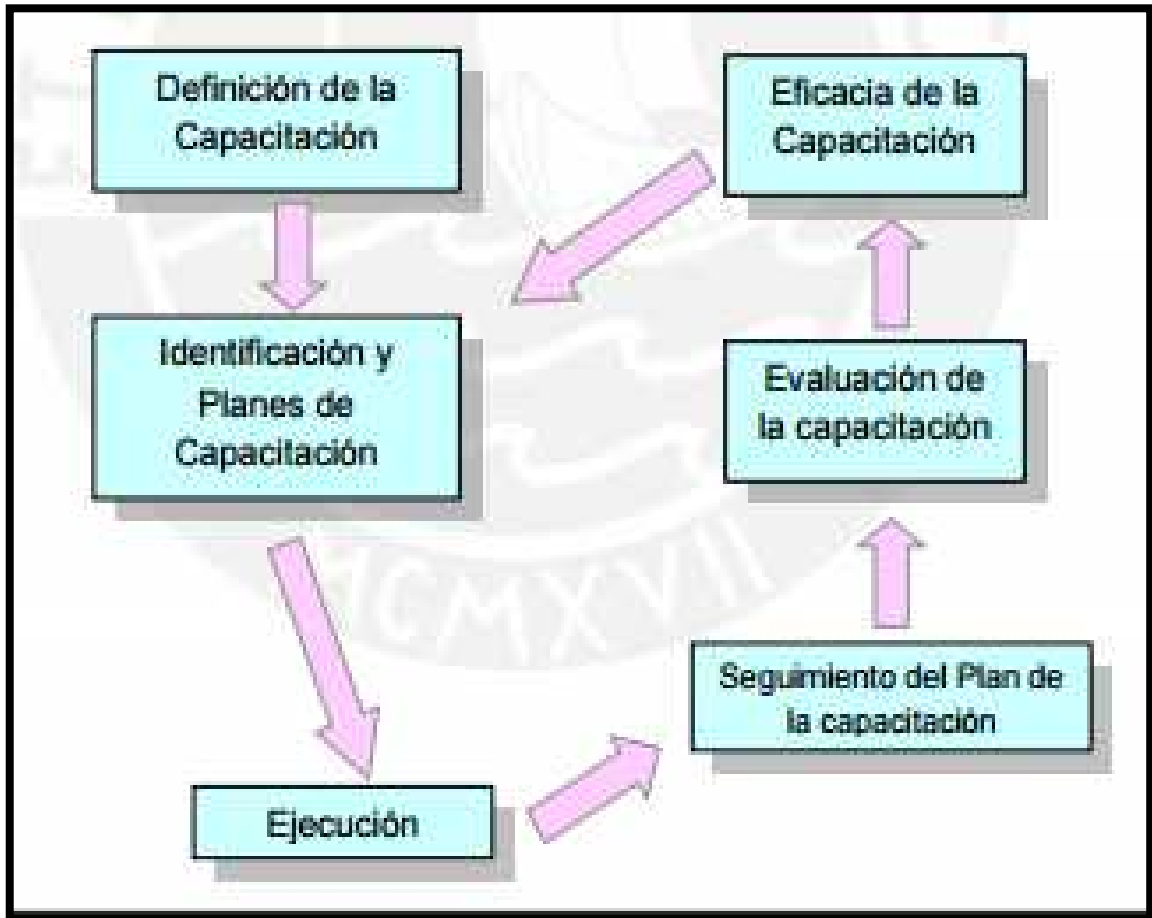 Definición de la
Capacitación
Identificación y
Planes de
Capacitación
Ejecución
Seguimiento del Plan de
la capacitación
Evaluación de
la capacitación
Eficacia de la
Capacitación
MCMXVII